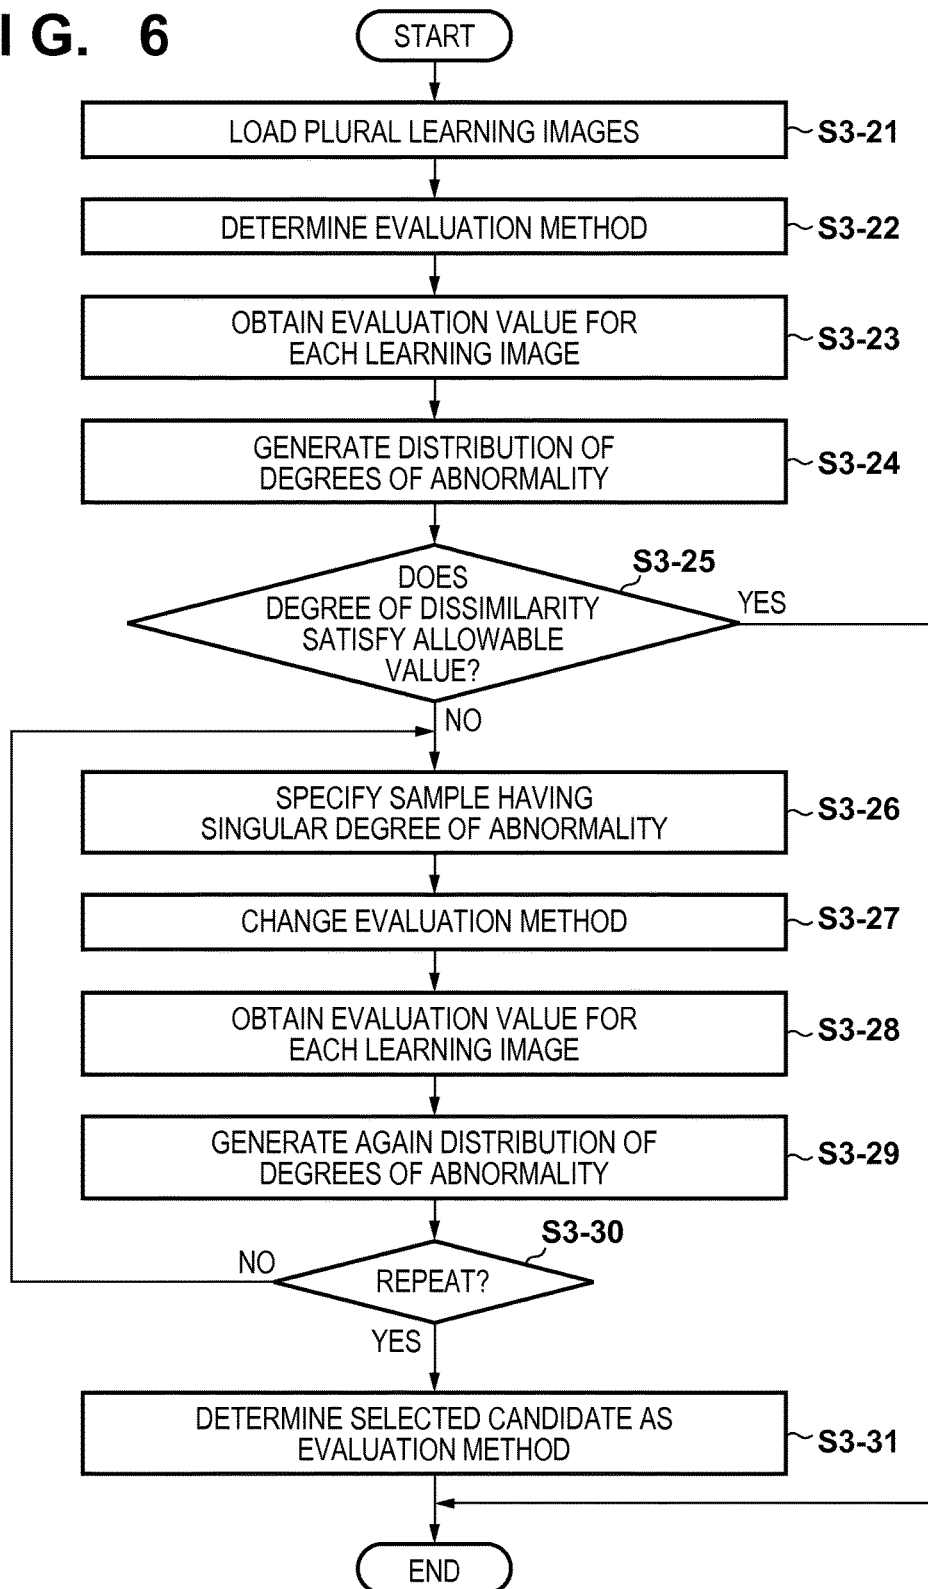 I G. 6
START
LOAD PLURAL LEARNING IMAGES
S3-21
DETERMINE EVALUATION METHOD
S3-22
OBTAIN EVALUATION VALUE FOR
EACH LEARNING IMAGE
S3-23
GENERATE DISTRIBUTION OF
DEGREES OF ABNORMALITY
S3-24
S3-25
DOES
DEGREE OF DISSIMILARITY
SATISFY ALLOWABLE
VALUE?
YES
NO
SPECIFY SAMPLE HAVING
SINGULAR DEGREE OF ABNORMALITY
S3-26
CHANGE EVALUATION METHOD
S3-27
OBTAIN EVALUATION VALUE FOR
EACH LEARNING IMAGE
S3-28
GENERATE AGAIN DISTRIBUTION OF
DEGREES OF ABNORMALITY
S3-29
S3-30
NO
REPEAT?
YES
DETERMINE SELECTED CANDIDATE AS
EVALUATION METHOD
S3-31
END